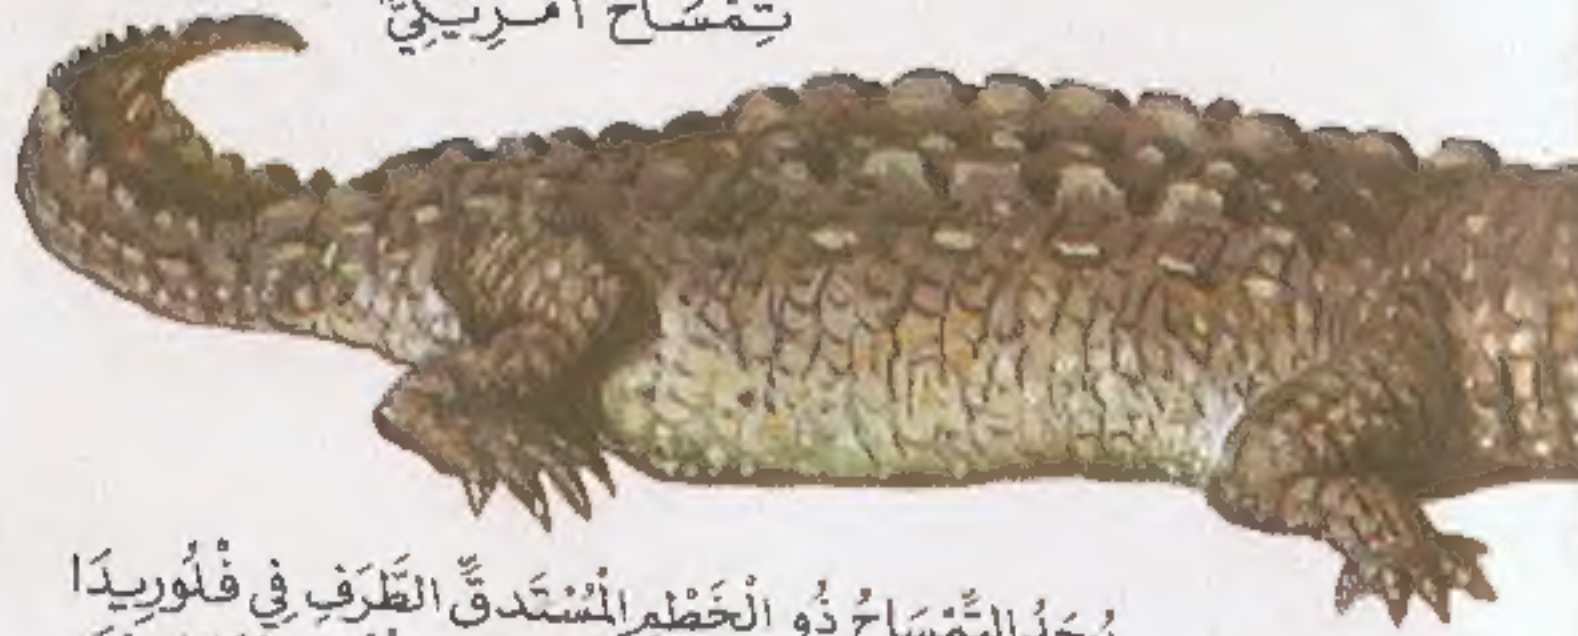 تِمْسَاحٌ أَمْرِيكِيٌّ
يُوجَدُ التِّمْسَاحُ ذُو الْخَطْمِ الْمُسْتَدَقِّ الطَّرَفِ فِي فْلُورِيدَا